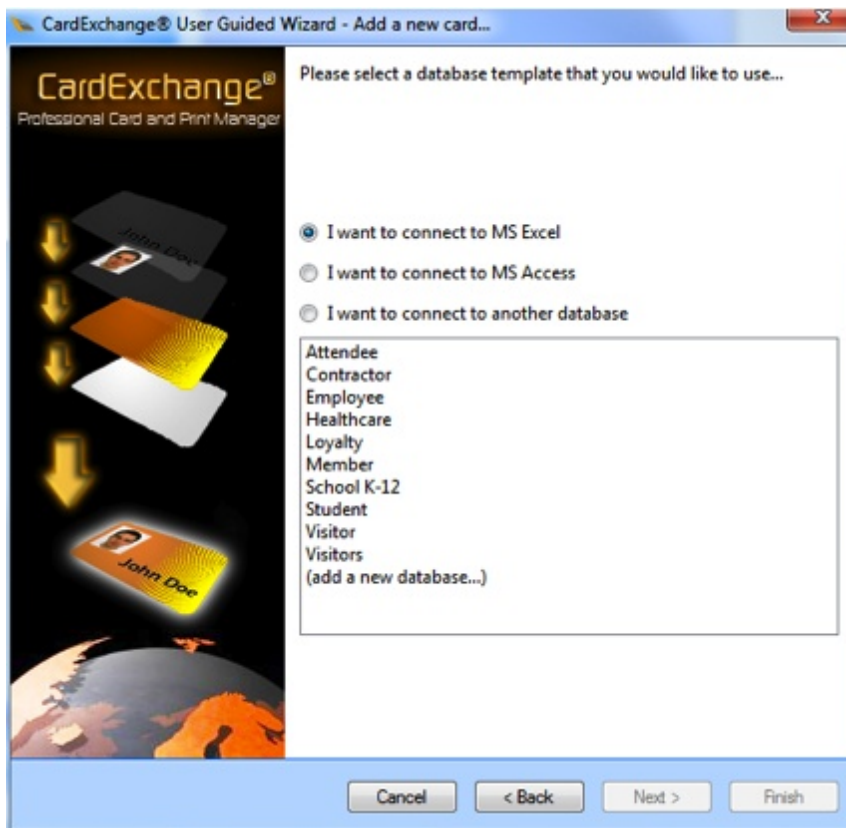 CardExchange® User Guided Wizard - Add a new card...
CardExchange®
Professional Card and Print Manager
Please select a database template that you would like to use...
I want to connect to MS Excel
I want to connect to MS Access
I want to connect to another database
Attendee
Contractor
Employee
Healthcare
Loyalty
Member
School K-12
Student
Visitor
Visitors
(add a new database...)
John Doe
John Doe
Cancel
< Back
Next >
Finish